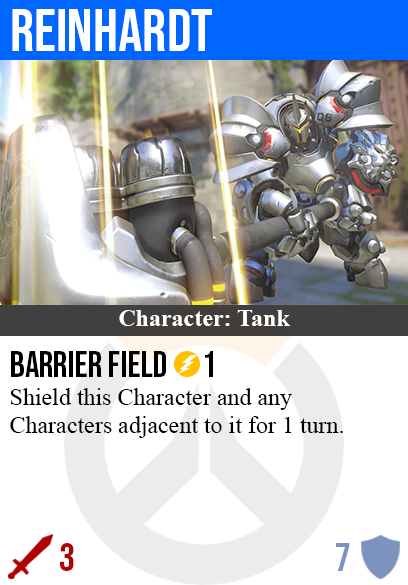 REINHARDT
08
Character: Tank
BARRIER FIELD 1
Shield this Character and any
Characters adjacent to it for 1 turn.
3 7